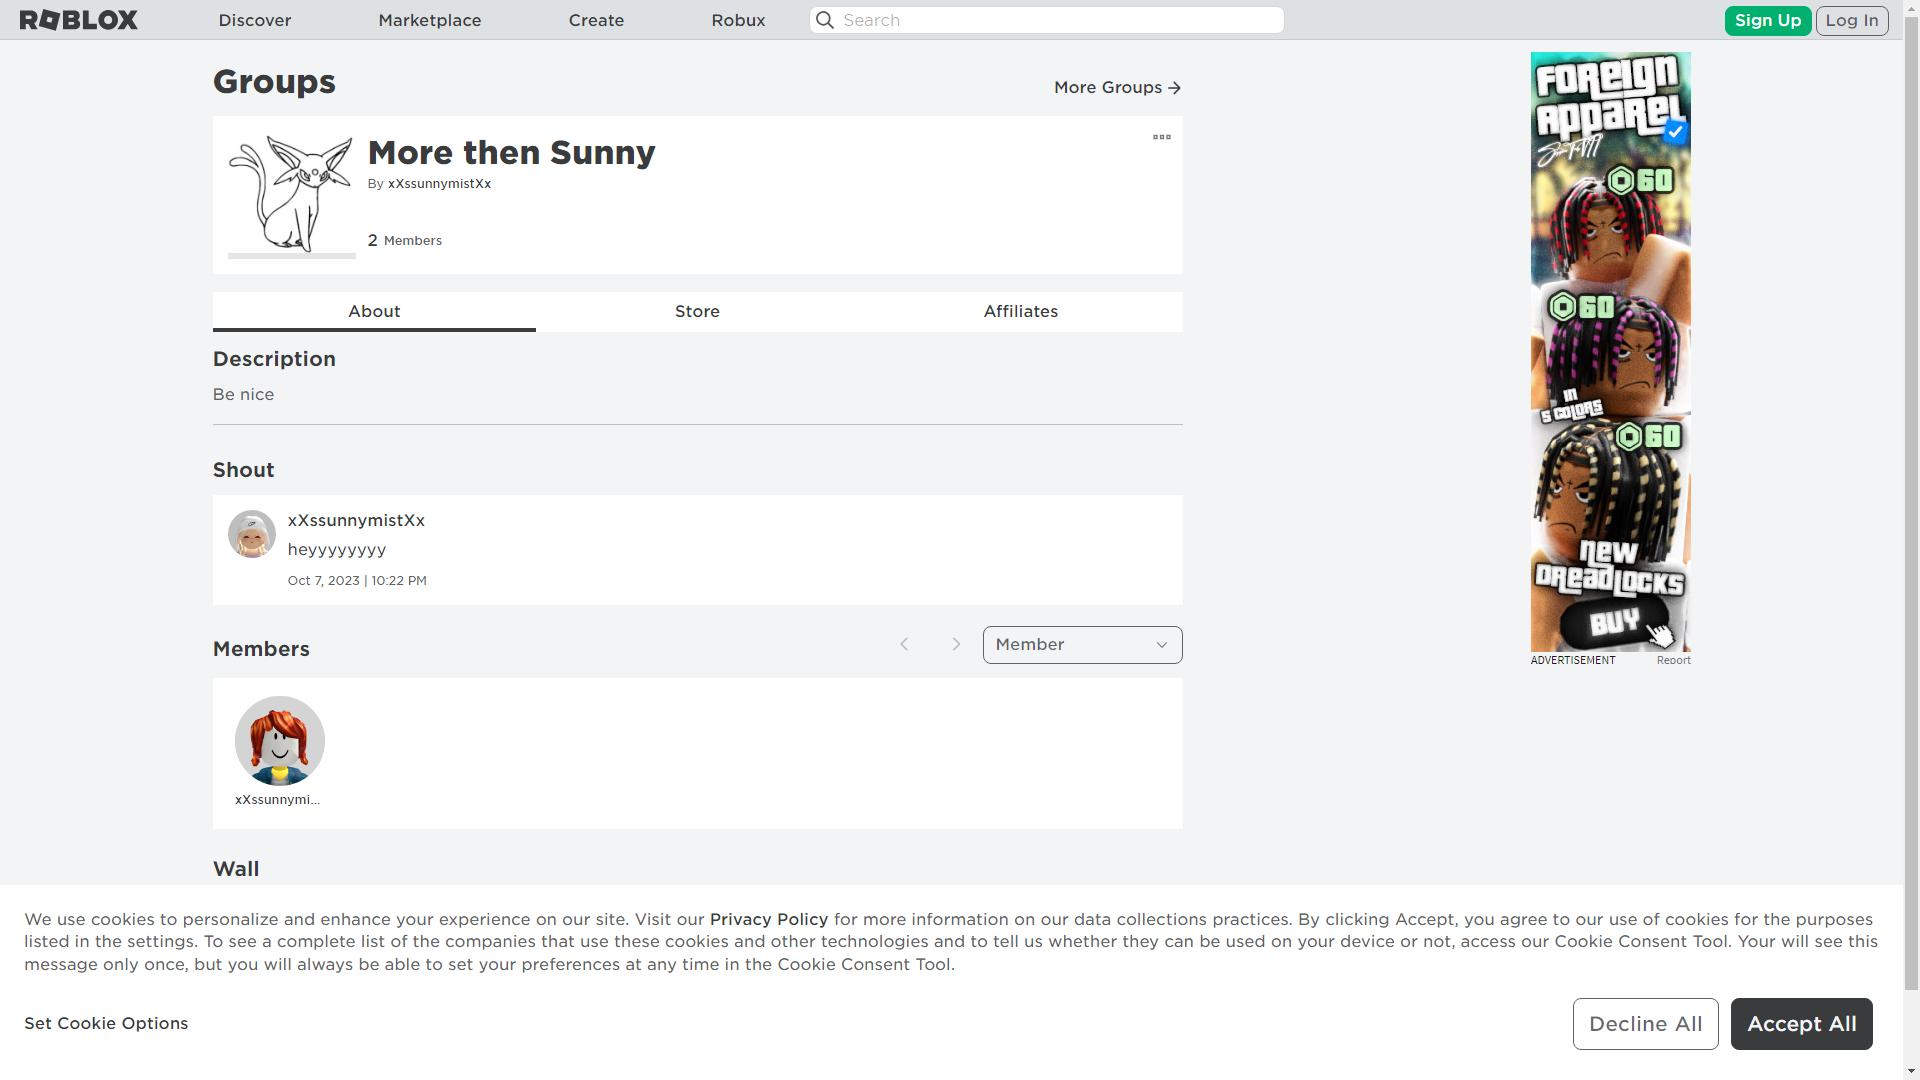 ROBLOX
Discover
Marketplace
Create
Robux
Search
Sign Up
Log In
Groups
More Groups
More then Sunny
By xXssunnymistXx
2 Members
About
Store
Affiliates
Description
Be nice
Shout
xXssunnymistXx
heyyyyyyyy
Oct 7, 2023 | 10:22 PM
Members
Member
xXssunnymi...
Wall
FOREIGN
APPAREL
60
60
IN
5 COLORS
60
NEW
DREADLOCKS
BUY
ADVERTISEMENT
Report
We use cookies to personalize and enhance your experience on our site. Visit our Privacy Policy for more information on our data collections practices. By clicking Accept, you agree to our use of cookies for the purposes
listed in the settings. To see a complete list of the companies that use these cookies and other technologies and to tell us whether they can be used on your device or not, access our Cookie Consent Tool. Your will see this
message only once, but you will always be able to set your preferences at any time in the Cookie Consent Tool.
Set Cookie Options
Decline All
Accept All